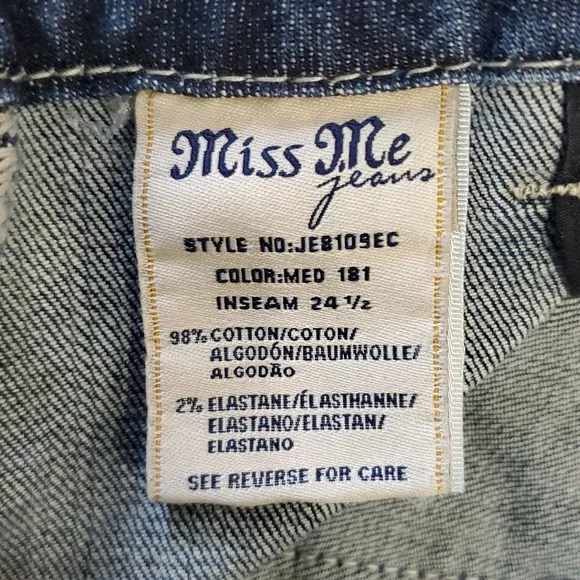 Miss Me
jeans
STYLE NO:JE8109EC
COLOR:MED 181
INSEAM 24 1/2
98% COTTON/COTON/
ALGODÓN/BAUMWOLLE/
ALGODÃO
2% ELASTANE/ÉLASTHANNE/
ELASTANO/ELASTAN/
ELASTANO
SEE REVERSE FOR CARE